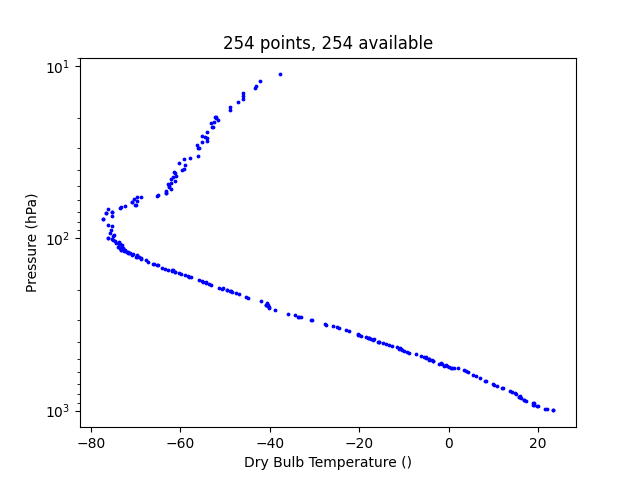 254 points, 254 available
10¹
10²
10³
Pressure (hPa)
−80 −60 −40 −20 0 20
Dry Bulb Temperature ()